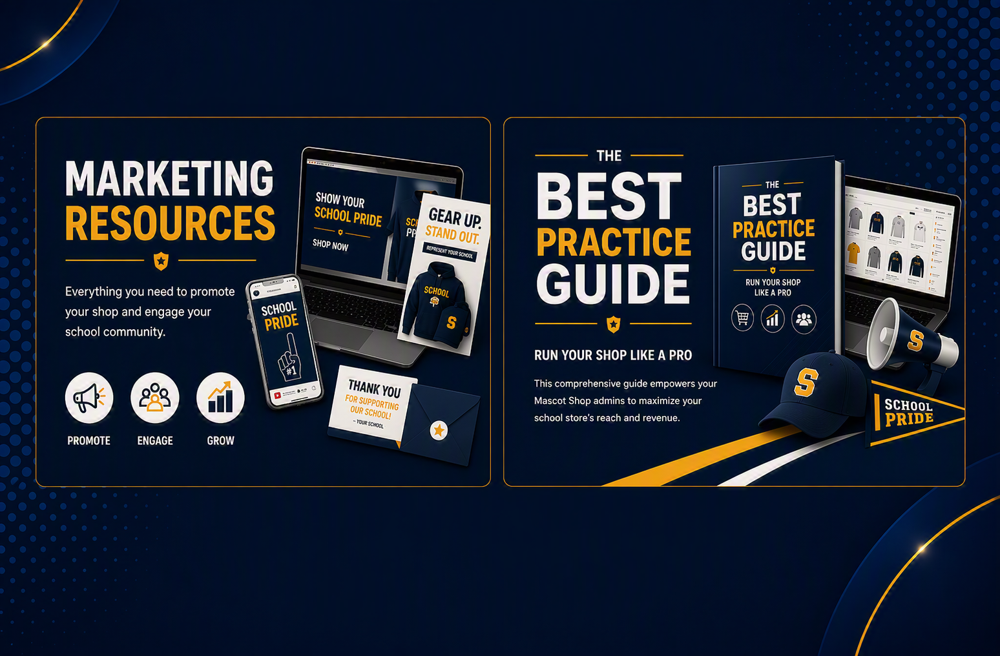 MARKETING
RESOURCES
Everything you need to promote
your shop and engage your
school community.
PROMOTE
ENGAGE
GROW
SHOW YOUR
SCHOOL PRIDE
SHOP NOW
GEAR UP.
STAND OUT.
REPRESENT YOUR SCHOOL
SCHOOL
S
SCHOOL
PRIDE
#1
THANK YOU
FOR SUPPORTING
OUR SCHOOL!
– YOUR SCHOOL
THE
BEST
PRACTICE
GUIDE
RUN YOUR SHOP LIKE A PRO
This comprehensive guide empowers your
Mascot Shop admins to maximize your
school store's reach and revenue.
THE
BEST
PRACTICE
GUIDE
RUN YOUR SHOP
LIKE A PRO
S
S
SCHOOL
PRIDE